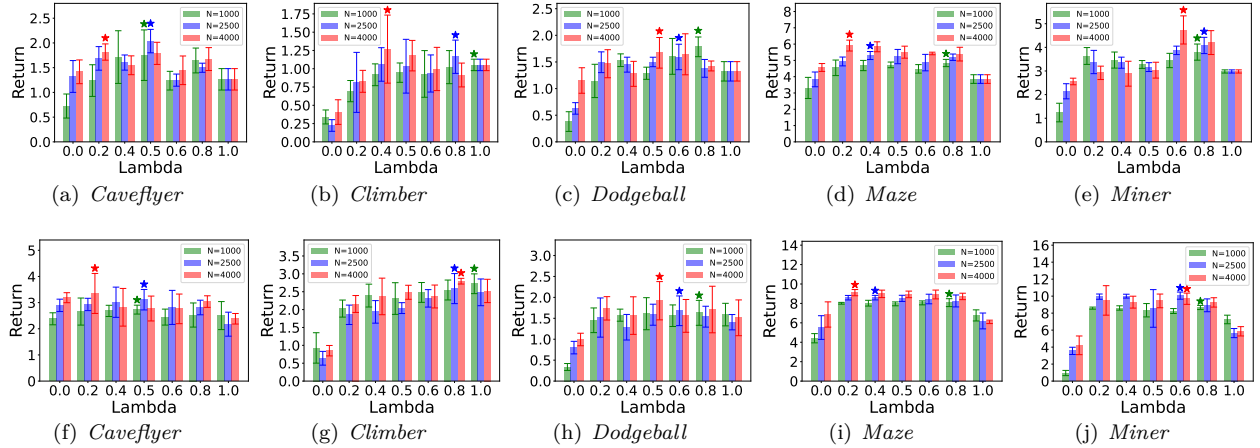 Return
2.5
2.0
1.5
1.0
0.5
0.0
N=1000
N=2500
N=4000
0.0 0.2 0.4 0.5 0.6 0.8 1.0
Lambda
(a) Caveflyer
Return
1.75
1.50
1.25
1.00
0.75
0.50
0.25
0.00
N=1000
N=2500
N=4000
0.0 0.2 0.4 0.5 0.6 0.8 1.0
Lambda
(b) Climber
Return
2.5
2.0
1.5
1.0
0.5
0.0
N=1000
N=2500
N=4000
0.0 0.2 0.4 0.5 0.6 0.8 1.0
Lambda
(c) Dodgeball
Return
8
7
6
5
4
3
2
1
0
N=1000
N=2500
N=4000
0.0 0.2 0.4 0.5 0.6 0.8 1.0
Lambda
(d) Maze
Return
5
4
3
2
1
0
N=1000
N=2500
N=4000
0.0 0.2 0.4 0.5 0.6 0.8 1.0
Lambda
(e) Miner
Return
5
4
3
2
1
0
N=1000
N=2500
N=4000
0.0 0.2 0.4 0.5 0.6 0.8 1.0
Lambda
(f) Caveflyer
Return
3.5
3.0
2.5
2.0
1.5
1.0
0.5
0.0
N=1000
N=2500
N=4000
0.0 0.2 0.4 0.5 0.6 0.8 1.0
Lambda
(g) Climber
Return
3.0
2.5
2.0
1.5
1.0
0.5
0.0
N=1000
N=2500
N=4000
0.0 0.2 0.4 0.5 0.6 0.8 1.0
Lambda
(h) Dodgeball
Return
14
12
10
8
6
4
2
0
N=1000
N=2500
N=4000
0.0 0.2 0.4 0.5 0.6 0.8 1.0
Lambda
(i) Maze
Return
16
14
12
10
8
6
4
2
0
N=1000
N=2500
N=4000
0.0 0.2 0.4 0.5 0.6 0.8 1.0
Lambda
(j) Miner